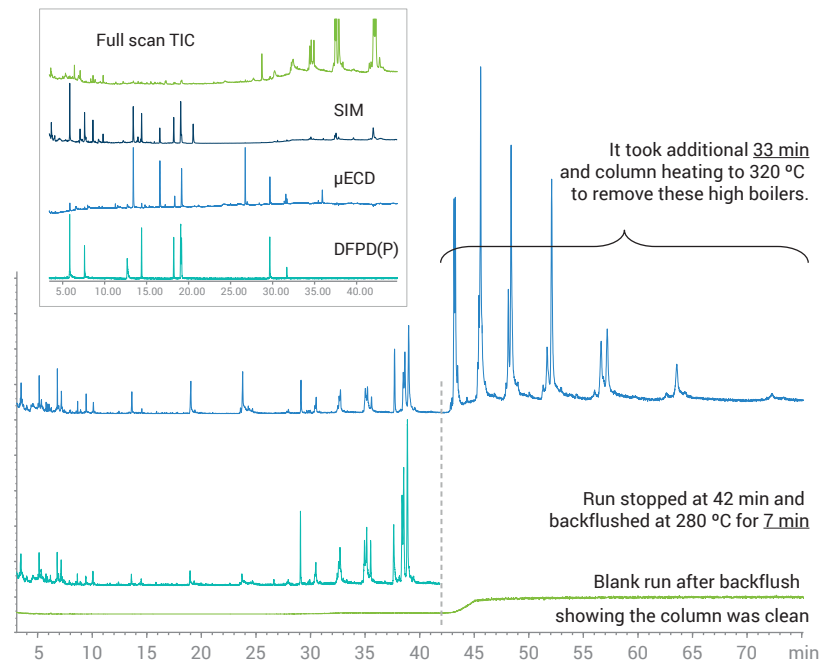 Full scan TIC
SIM
µECD
DFPD(P)
5.00 10.00 15.00 20.00 25.00 30.00 35.00 40.00
It took additional 33 min
and column heating to 320 ºC
to remove these high boilers.
Run stopped at 42 min and
backflushed at 280 ºC for 7 min
Blank run after backflush
showing the column was clean
5 10 15 20 25 30 35 40 45 50 55 60 65 70 min